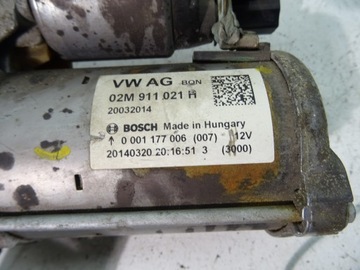 VW AG BQN
02M 911 021 H
20032014
BOSCH Made in Hungary
0 001 177 006 (007) 12V
20140320 20:16:51 3 (3000)